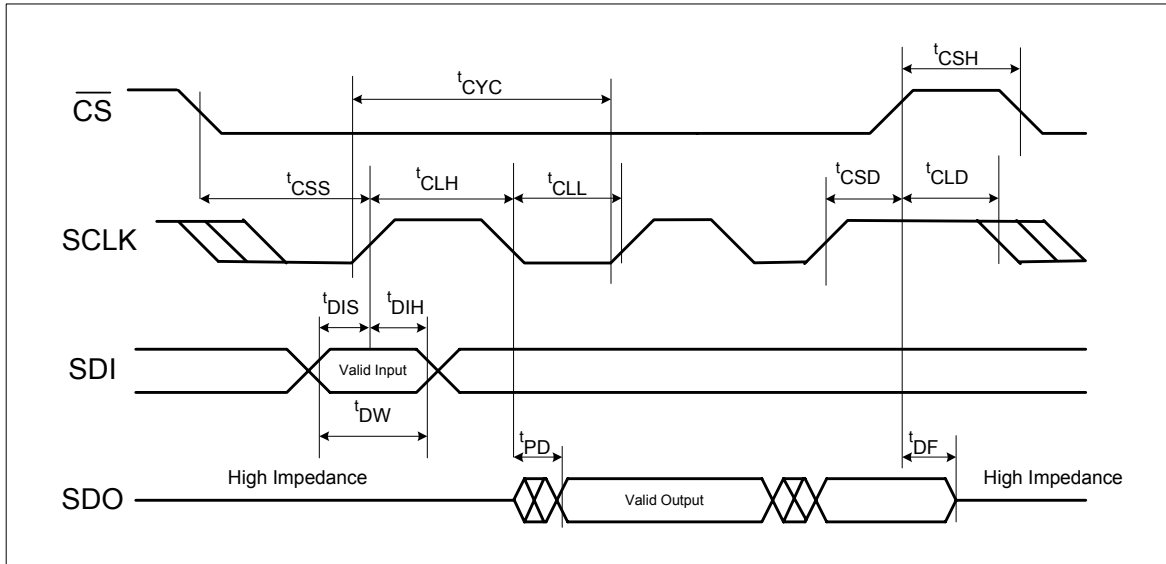 tCSH
tCYC
CS
tCSS tCLH tCLL tCSD tCLD
SCLK
tDIS tDIH
SDI Valid Input
tDW
tPD tDF
High Impedance High Impedance
SDO Valid Output